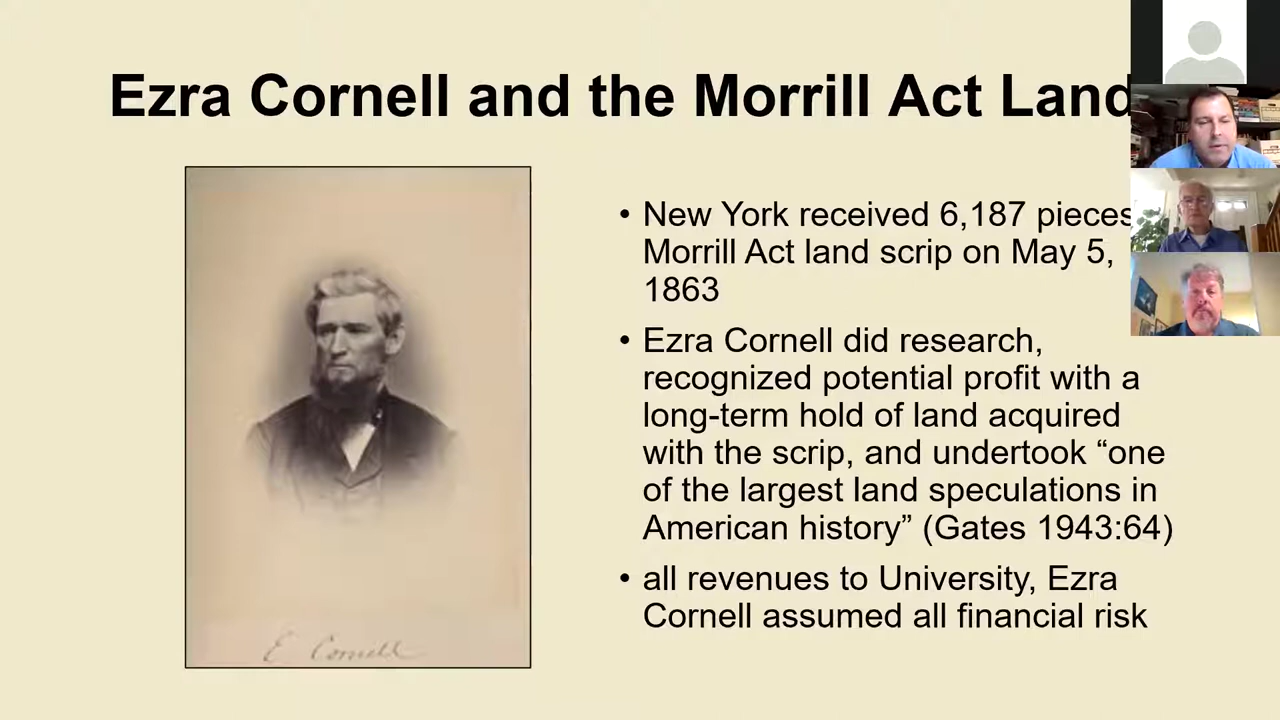 Ezra Cornell and the Morrill Act Land
• New York received 6,187 pieces
Morrill Act land scrip on May 5,
1863
• Ezra Cornell did research,
recognized potential profit with a
long-term hold of land acquired
with the scrip, and undertook “one
of the largest land speculations in
American history” (Gates 1943:64)
• all revenues to University, Ezra
Cornell assumed all financial risk
E Cornell